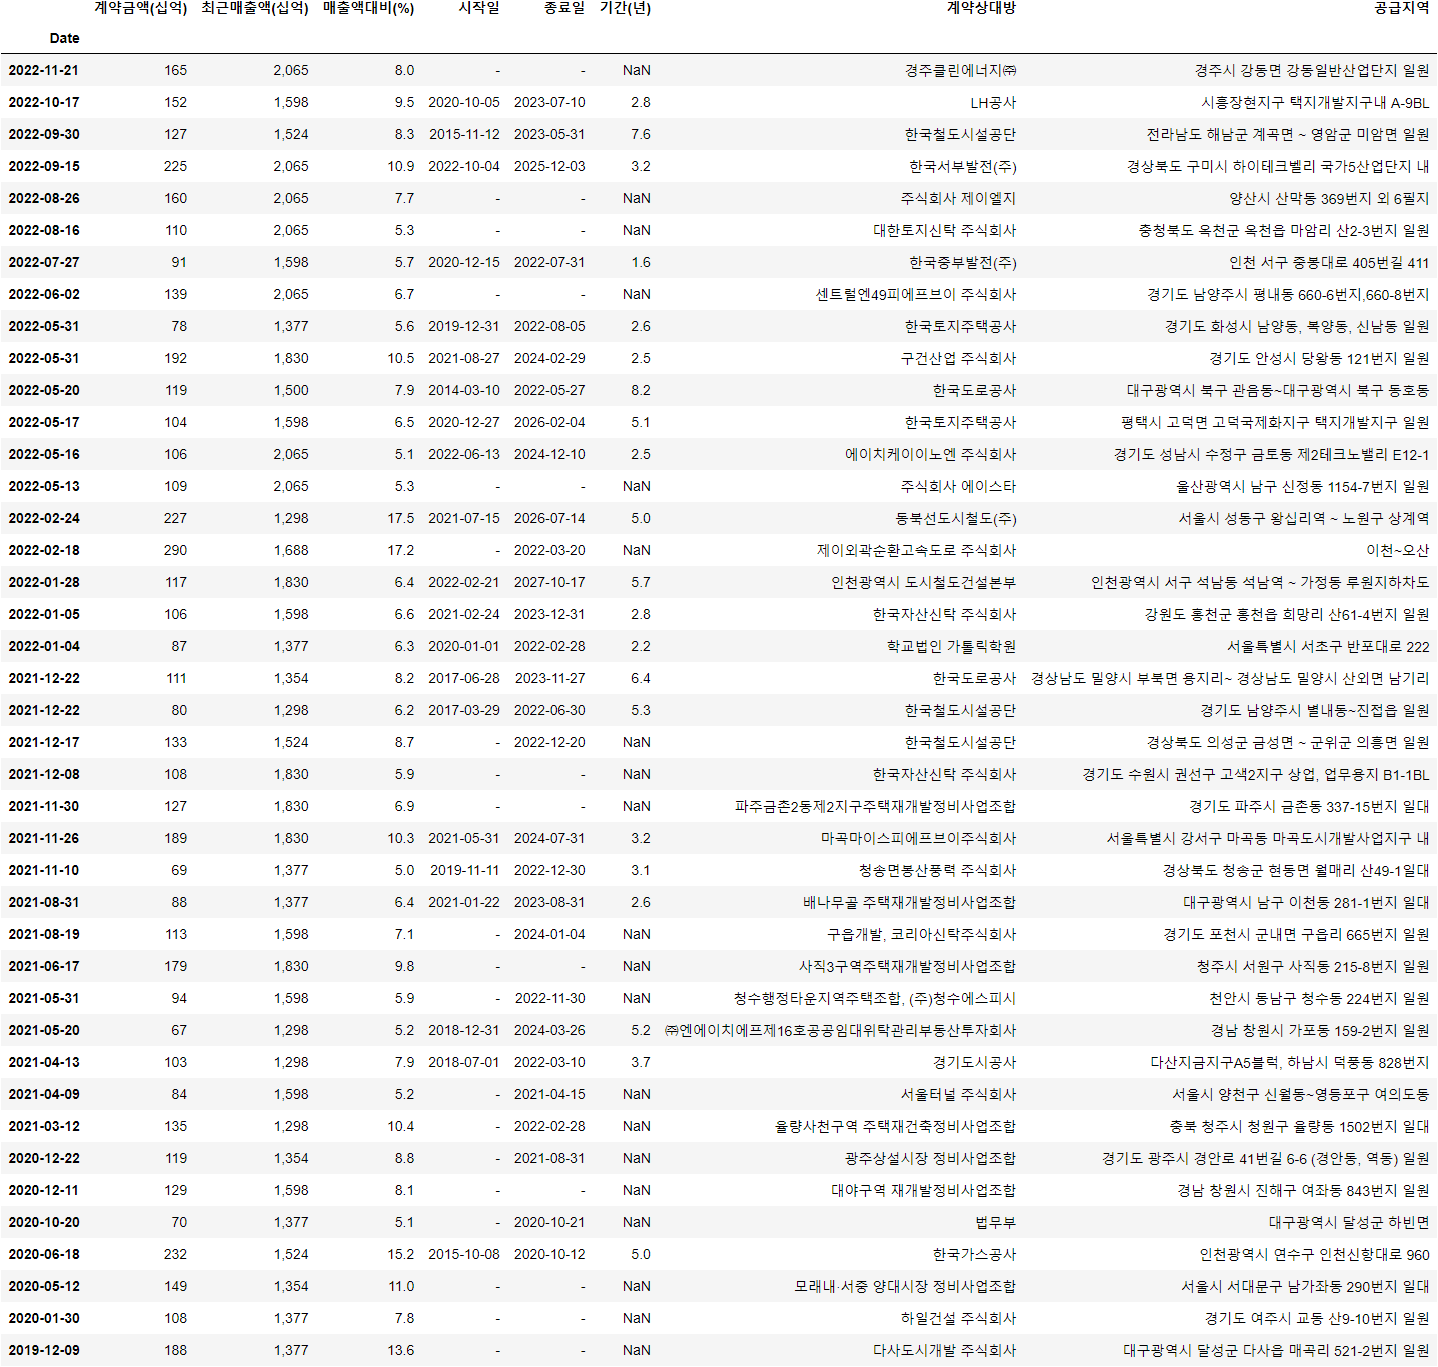 계약금액(십억) 최근매출액(십억) 매출액대비(%) 시작일 종료일 기간(년) 계약상대방 공급지역
Date
2022-11-21 165 2,065 8.0 - - NaN 경주클린에너지㈜ 경주시 강동면 강동일반산업단지 일원
2022-10-17 152 1,598 9.5 2020-10-05 2023-07-10 2.8 LH공사 시흥장현지구 택지개발지구내 A-9BL
2022-09-30 127 1,524 8.3 2015-11-12 2023-05-31 7.6 한국철도시설공단 전라남도 해남군 계곡면 ~ 영암군 미암면 일원
2022-09-15 225 2,065 10.9 2022-10-04 2025-12-03 3.2 한국서부발전(주) 경상북도 구미시 하이테크벨리 국가5산업단지 내
2022-08-26 160 2,065 7.7 - - NaN 주식회사 제이엘지 양산시 산막동 369번지 외 6필지
2022-08-16 110 2,065 5.3 - - NaN 대한토지신탁 주식회사 충청북도 옥천군 옥천읍 마암리 산2-3번지 일원
2022-07-27 91 1,598 5.7 2020-12-15 2022-07-31 1.6 한국중부발전(주) 인천 서구 중봉대로 405번길 411
2022-06-02 139 2,065 6.7 - - NaN 센트럴엔49피에프브이 주식회사 경기도 남양주시 평내동 660-6번지,660-8번지
2022-05-31 78 1,377 5.6 2019-12-31 2022-08-05 2.6 한국토지주택공사 경기도 화성시 남양동, 북양동, 신남동 일원
2022-05-31 192 1,830 10.5 2021-08-27 2024-02-29 2.5 구건산업 주식회사 경기도 안성시 당왕동 121번지 일원
2022-05-20 119 1,500 7.9 2014-03-10 2022-05-27 8.2 한국도로공사 대구광역시 북구 관음동~대구광역시 북구 동호동
2022-05-17 104 1,598 6.5 2020-12-27 2026-02-04 5.1 한국토지주택공사 평택시 고덕면 고덕국제화지구 택지개발지구 일원
2022-05-16 106 2,065 5.1 2022-06-13 2024-12-10 2.5 에이치케이이노엔 주식회사 경기도 성남시 수정구 금토동 제2테크노밸리 E12-1
2022-05-13 109 2,065 5.3 - - NaN 주식회사 에이스타 울산광역시 남구 신정동 1154-7번지 일원
2022-02-24 227 1,298 17.5 2021-07-15 2026-07-14 5.0 동북선도시철도(주) 서울시 성동구 왕십리역 ~ 노원구 상계역
2022-02-18 290 1,688 17.2 - 2022-03-20 NaN 제이외곽순환고속도로 주식회사 이천~오산
2022-01-28 117 1,830 6.4 2022-02-21 2027-10-17 5.7 인천광역시 도시철도건설본부 인천광역시 서구 석남동 석남역 ~ 가정동 루원지하차도
2022-01-05 106 1,598 6.6 2021-02-24 2023-12-31 2.8 한국자산신탁 주식회사 강원도 홍천군 홍천읍 희망리 산61-4번지 일원
2022-01-04 87 1,377 6.3 2020-01-01 2022-02-28 2.2 학교법인 가톨릭학원 서울특별시 서초구 반포대로 222
2021-12-22 111 1,354 8.2 2017-06-28 2023-11-27 6.4 한국도로공사 경상남도 밀양시 부북면 용지리~ 경상남도 밀양시 산외면 남기리
2021-12-22 80 1,298 6.2 2017-03-29 2022-06-30 5.3 한국철도시설공단 경기도 남양주시 별내동~진접읍 일원
2021-12-17 133 1,524 8.7 - 2022-12-20 NaN 한국철도시설공단 경상북도 의성군 금성면 ~ 군위군 의흥면 일원
2021-12-08 108 1,830 5.9 - - NaN 한국자산신탁 주식회사 경기도 수원시 권선구 고색2지구 상업, 업무용지 B1-1BL
2021-11-30 127 1,830 6.9 - - NaN 파주금촌2동제2지구주택재개발정비사업조합 경기도 파주시 금촌동 337-15번지 일대
2021-11-26 189 1,830 10.3 2021-05-31 2024-07-31 3.2 마곡마이스피에프브이주식회사 서울특별시 강서구 마곡동 마곡도시개발사업지구 내
2021-11-10 69 1,377 5.0 2019-11-11 2022-12-30 3.1 청송면봉산풍력 주식회사 경상북도 청송군 현동면 월매리 산49-1일대
2021-08-31 88 1,377 6.4 2021-01-22 2023-08-31 2.6 배나무골 주택재개발정비사업조합 대구광역시 남구 이천동 281-1번지 일대
2021-08-19 113 1,598 7.1 - 2024-01-04 NaN 구읍개발, 코리아신탁주식회사 경기도 포천시 군내면 구읍리 665번지 일원
2021-06-17 179 1,830 9.8 - - NaN 사직3구역주택재개발정비사업조합 청주시 서원구 사직동 215-8번지 일원
2021-05-31 94 1,598 5.9 - 2022-11-30 NaN 청수행정타운지역주택조합, (주)청수에스피시 천안시 동남구 청수동 224번지 일원
2021-05-20 67 1,298 5.2 2018-12-31 2024-03-26 5.2 ㈜엔에이치에프제16호공공임대위탁관리부동산투자회사 경남 창원시 가포동 159-2번지 일원
2021-04-13 103 1,298 7.9 2018-07-01 2022-03-10 3.7 경기도시공사 다산지금지구A5블럭, 하남시 덕풍동 828번지
2021-04-09 84 1,598 5.2 - 2021-04-15 NaN 서울터널 주식회사 서울시 양천구 신월동~영등포구 여의도동
2021-03-12 135 1,298 10.4 - 2022-02-28 NaN 율량사천구역 주택재건축정비사업조합 충북 청주시 청원구 율량동 1502번지 일대
2020-12-22 119 1,354 8.8 - 2021-08-31 NaN 광주상설시장 정비사업조합 경기도 광주시 경안로 41번길 6-6 (경안동, 역동) 일원
2020-12-11 129 1,598 8.1 - - NaN 대야구역 재개발정비사업조합 경남 창원시 진해구 여좌동 843번지 일원
2020-10-20 70 1,377 5.1 - 2020-10-21 NaN 법무부 대구광역시 달성군 하빈면
2020-06-18 232 1,524 15.2 2015-10-08 2020-10-12 5.0 한국가스공사 인천광역시 연수구 인천신항대로 960
2020-05-12 149 1,354 11.0 - - NaN 모래내·서중 양대시장 정비사업조합 서울시 서대문구 남가좌동 290번지 일대
2020-01-30 108 1,377 7.8 - - NaN 하일건설 주식회사 경기도 여주시 교동 산9-10번지 일원
2019-12-09 188 1,377 13.6 - - NaN 다사도시개발 주식회사 대구광역시 달성군 다사읍 매곡리 521-2번지 일원